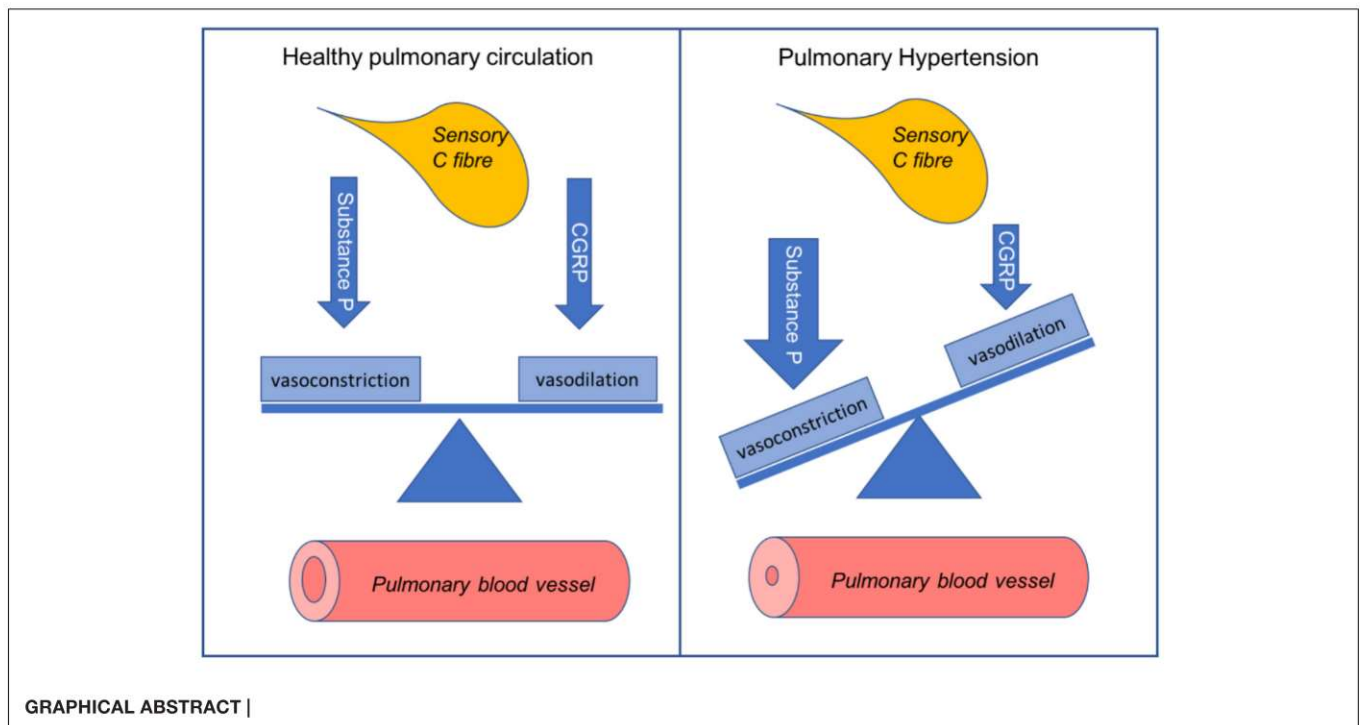 Healthy pulmonary circulation
Sensory
C fibre
Substance P
CGRP
vasoconstriction
vasodilation
Pulmonary blood vessel
Pulmonary Hypertension
Sensory
C fibre
Substance P
CGRP
vasoconstriction
vasodilation
Pulmonary blood vessel
GRAPHICAL ABSTRACT |